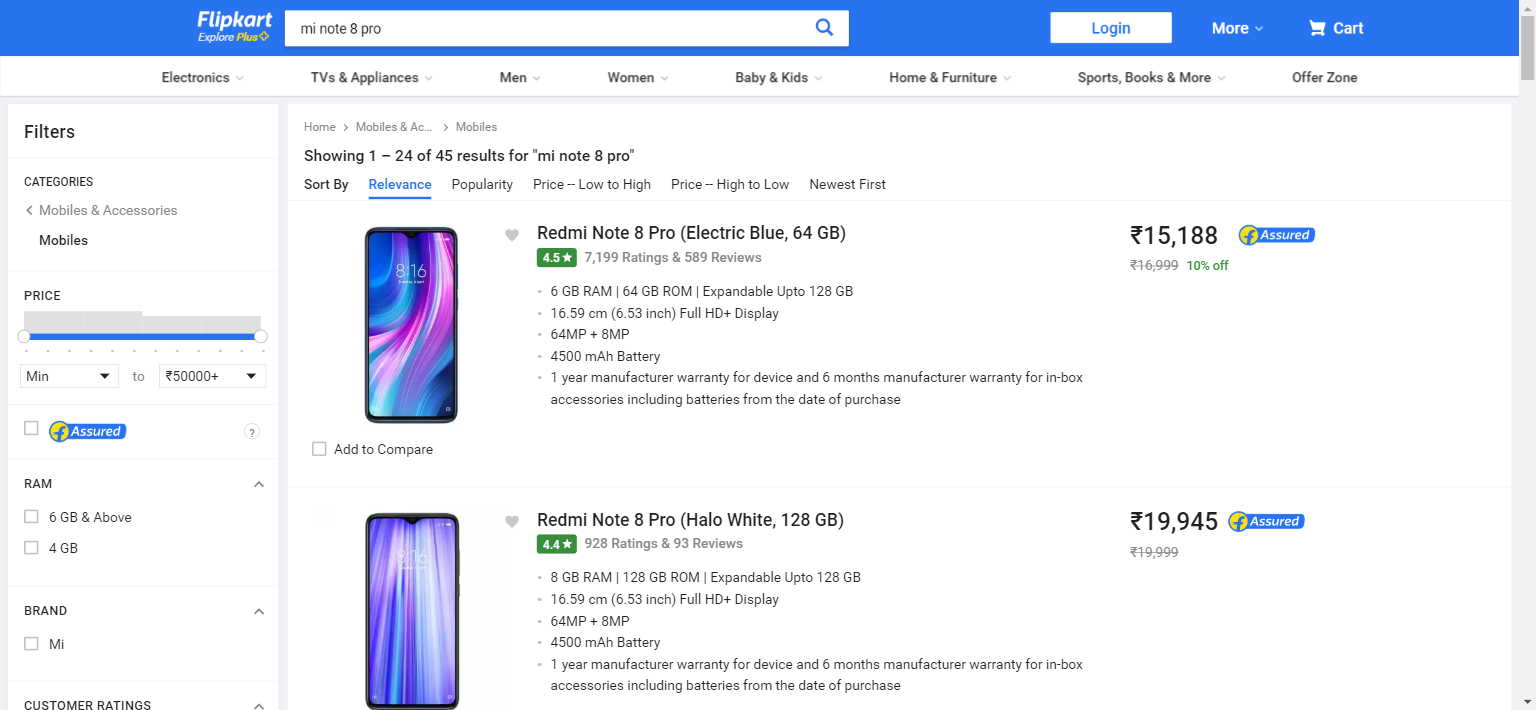 Flipkart
Explore Plus
mi note 8 pro
Login
More
Cart
Electronics
TVs & Appliances
Men
Women
Baby & Kids
Home & Furniture
Sports, Books & More
Offer Zone
Filters
CATEGORIES
Mobiles & Accessories
Mobiles
PRICE
Min
to
₹50000+
Assured
?
RAM
6 GB & Above
4 GB
BRAND
Mi
CUSTOMER RATINGS
Home
Mobiles & Ac...
Mobiles
Showing 1 – 24 of 45 results for "mi note 8 pro"
Sort By
Relevance
Popularity
Price -- Low to High
Price -- High to Low
Newest First
8:16
Add to Compare
Redmi Note 8 Pro (Electric Blue, 64 GB)
4.5★ 7,199 Ratings & 589 Reviews
6 GB RAM | 64 GB ROM | Expandable Upto 128 GB
16.59 cm (6.53 inch) Full HD+ Display
64MP + 8MP
4500 mAh Battery
1 year manufacturer warranty for device and 6 months manufacturer warranty for in-box
accessories including batteries from the date of purchase
₹15,188
Assured
₹16,999 10% off
8:16
Redmi Note 8 Pro (Halo White, 128 GB)
4.4★ 928 Ratings & 93 Reviews
8 GB RAM | 128 GB ROM | Expandable Upto 128 GB
16.59 cm (6.53 inch) Full HD+ Display
64MP + 8MP
4500 mAh Battery
1 year manufacturer warranty for device and 6 months manufacturer warranty for in-box
accessories including batteries from the date of purchase
₹19,945
Assured
₹19,999